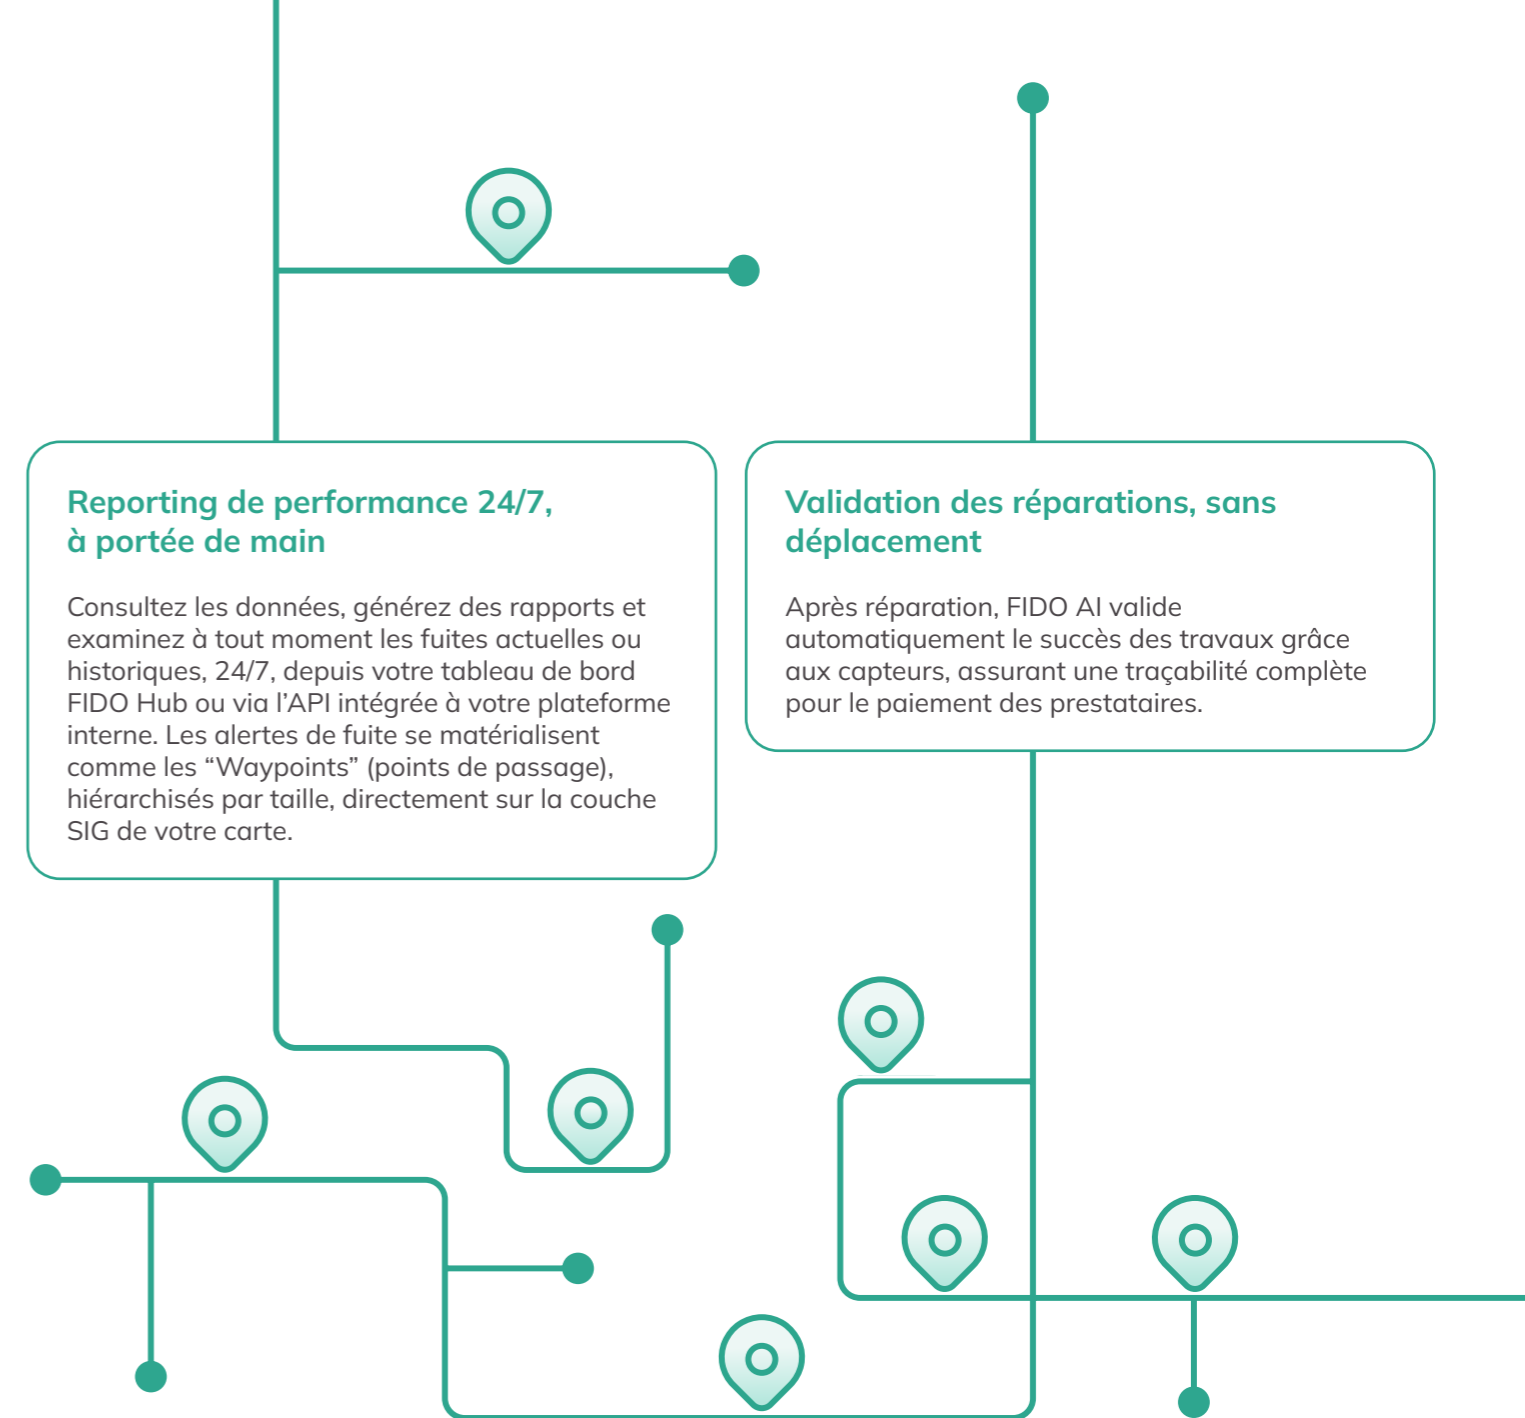 Reporting de performance 24/7,
à portée de main
Consultez les données, générez des rapports et
examinez à tout moment les fuites actuelles ou
historiques, 24/7, depuis votre tableau de bord
FIDO Hub ou via l’API intégrée à votre plateforme
interne. Les alertes de fuite se matérialisent
comme les “Waypoints” (points de passage),
hiérarchisés par taille, directement sur la couche
SIG de votre carte.
Validation des réparations, sans
déplacement
Après réparation, FIDO AI valide
automatiquement le succès des travaux grâce
aux capteurs, assurant une traçabilité complète
pour le paiement des prestataires.